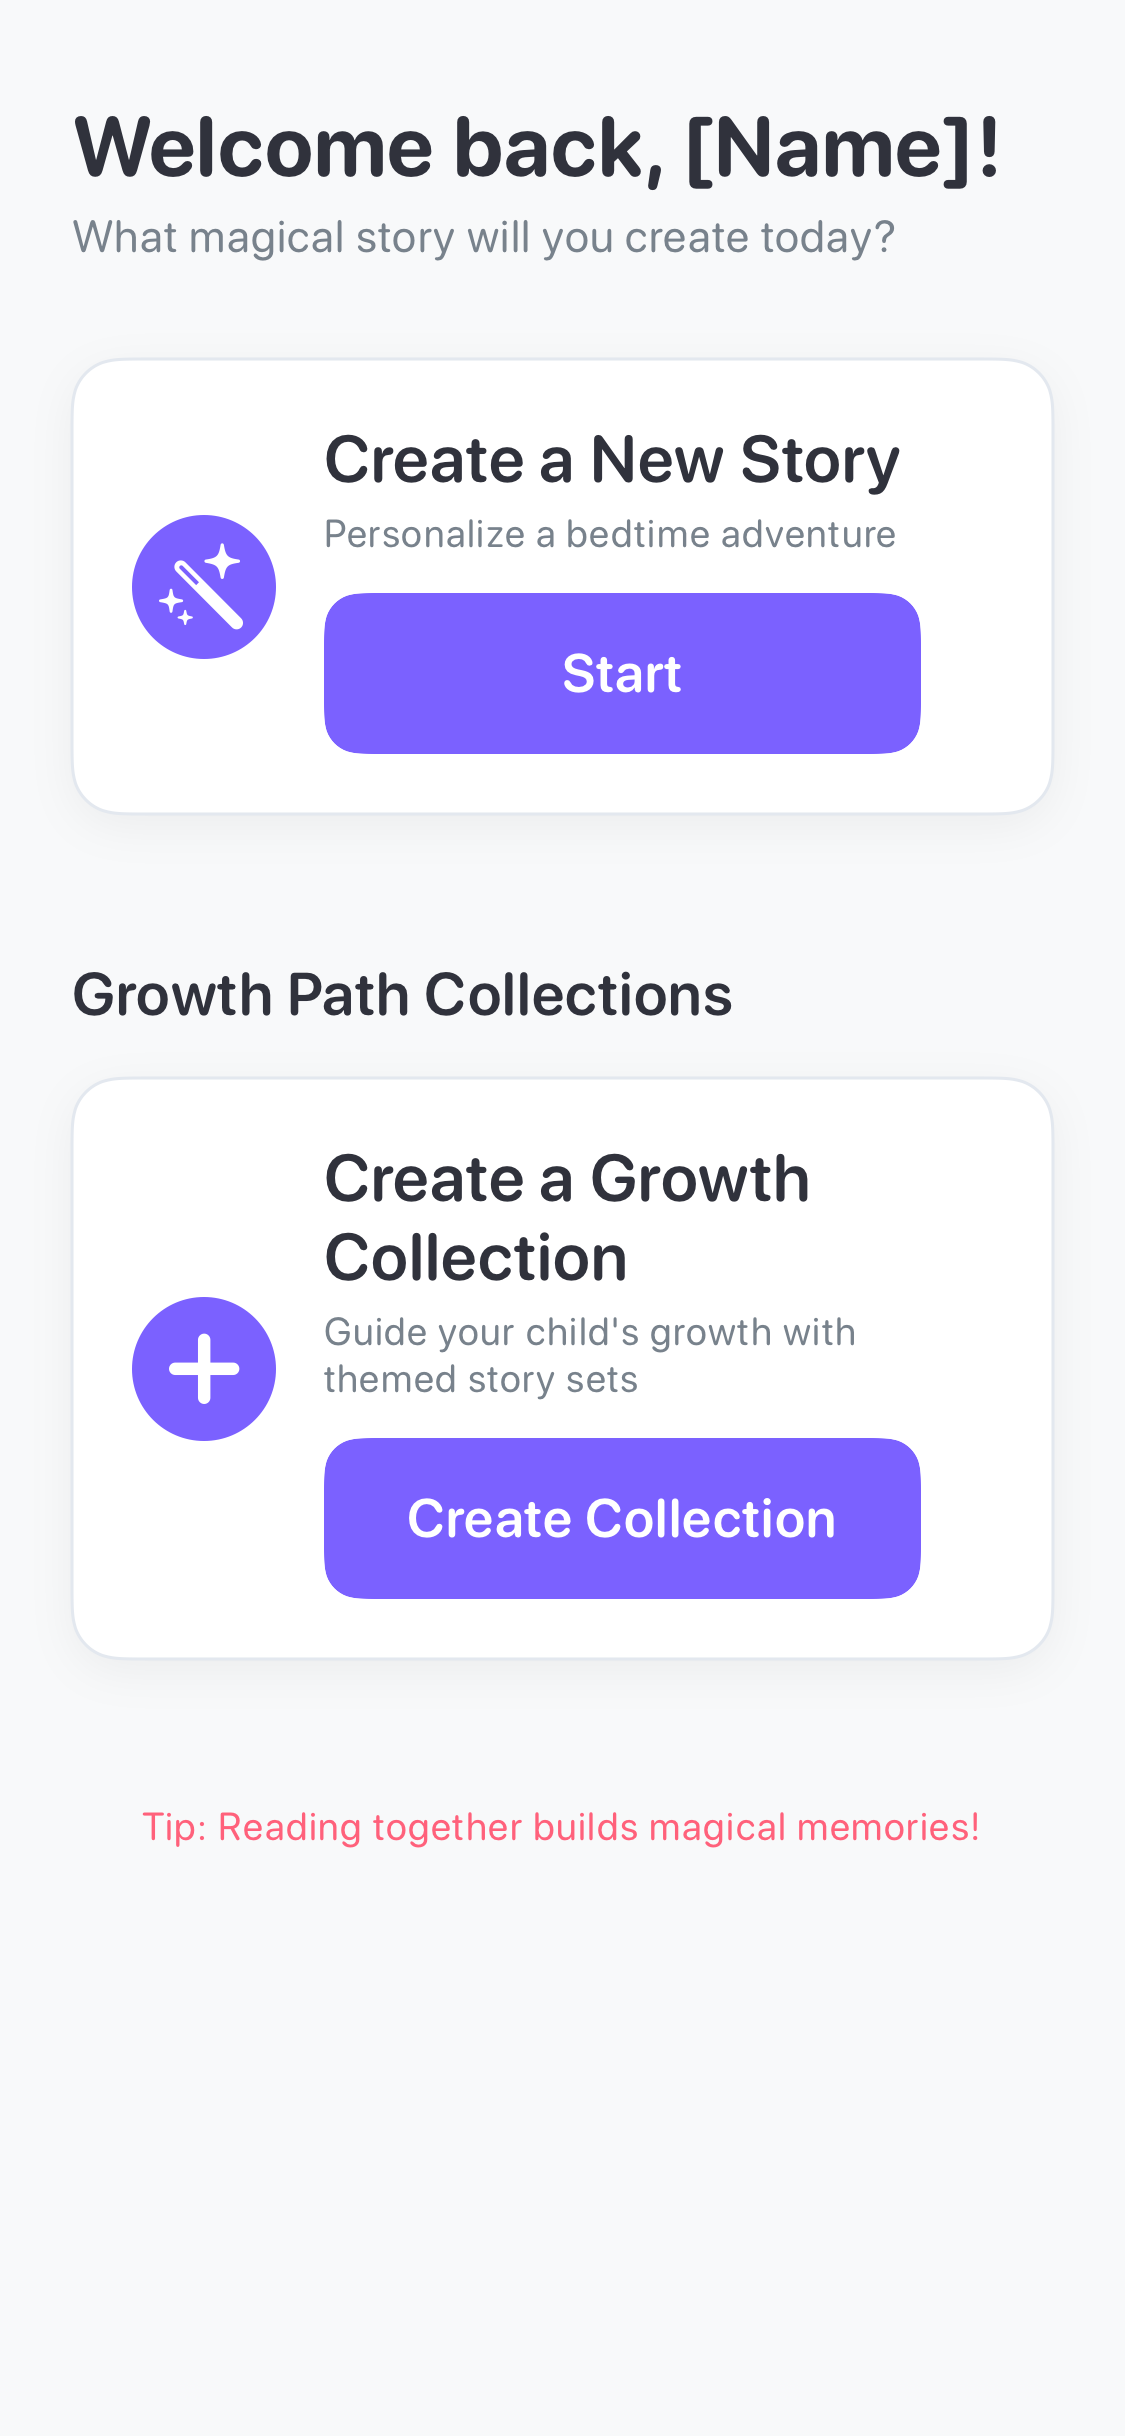 Welcome back, [Name]!
What magical story will you create today?
Create a New Story
Personalize a bedtime adventure
Start
Growth Path Collections
Create a Growth
Collection
Guide your child's growth with
themed story sets
Create Collection
Tip: Reading together builds magical memories!